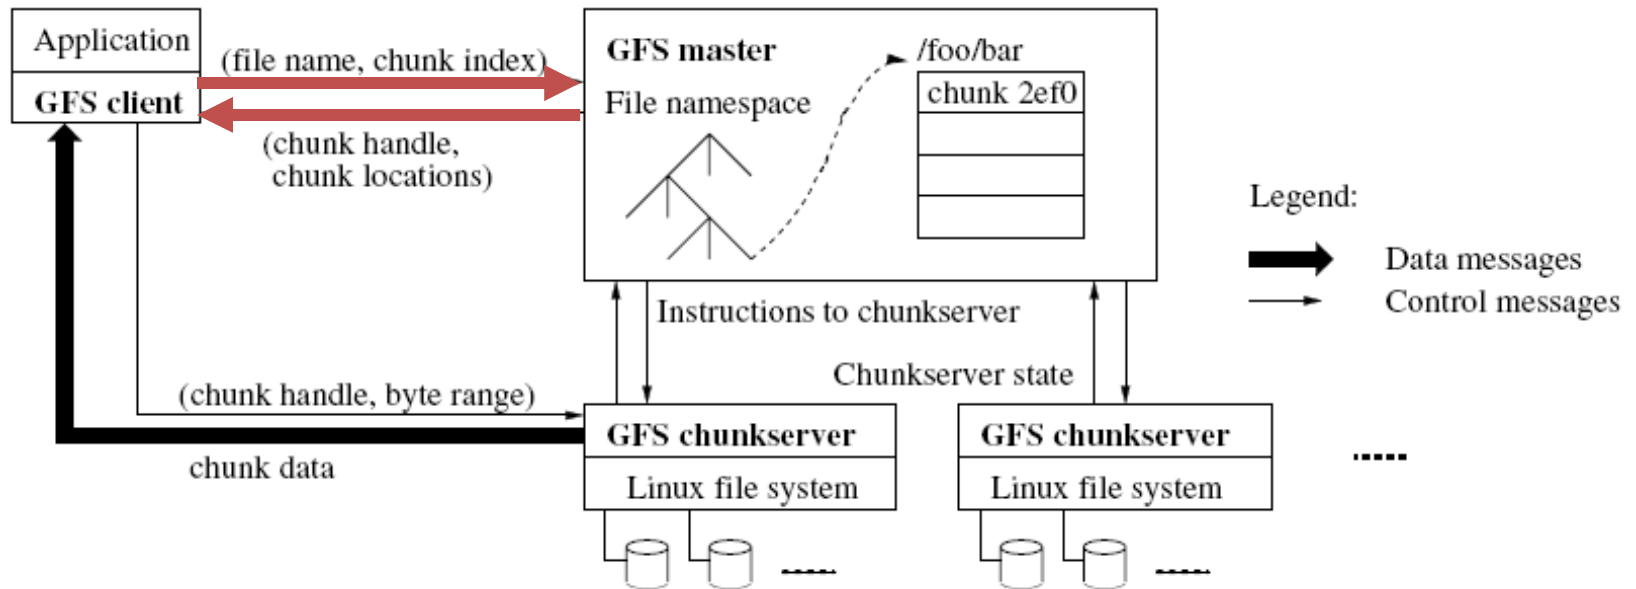 Application
GFS client
(file name, chunk index)
(chunk handle,
chunk locations)
GFS master
File namespace
/foo/bar
chunk 2ef0
Legend:
Data messages
Control messages
Instructions to chunkserver
Chunkserver state
(chunk handle, byte range)
chunk data
GFS chunkserver
Linux file system
GFS chunkserver
Linux file system